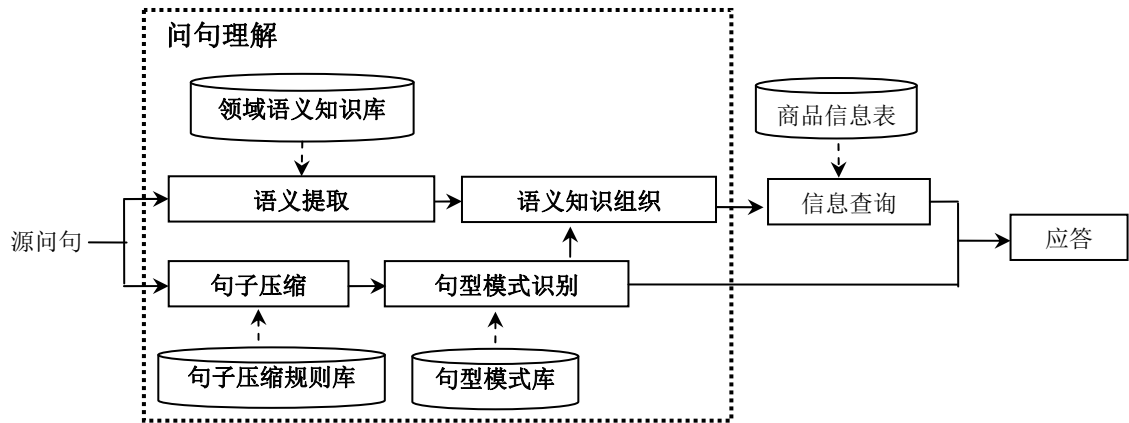 问句理解
领域语义知识库
商品信息表
语义提取
语义知识组织
信息查询
源问句
应答
句子压缩
句型模式识别
句子压缩规则库
句型模式库